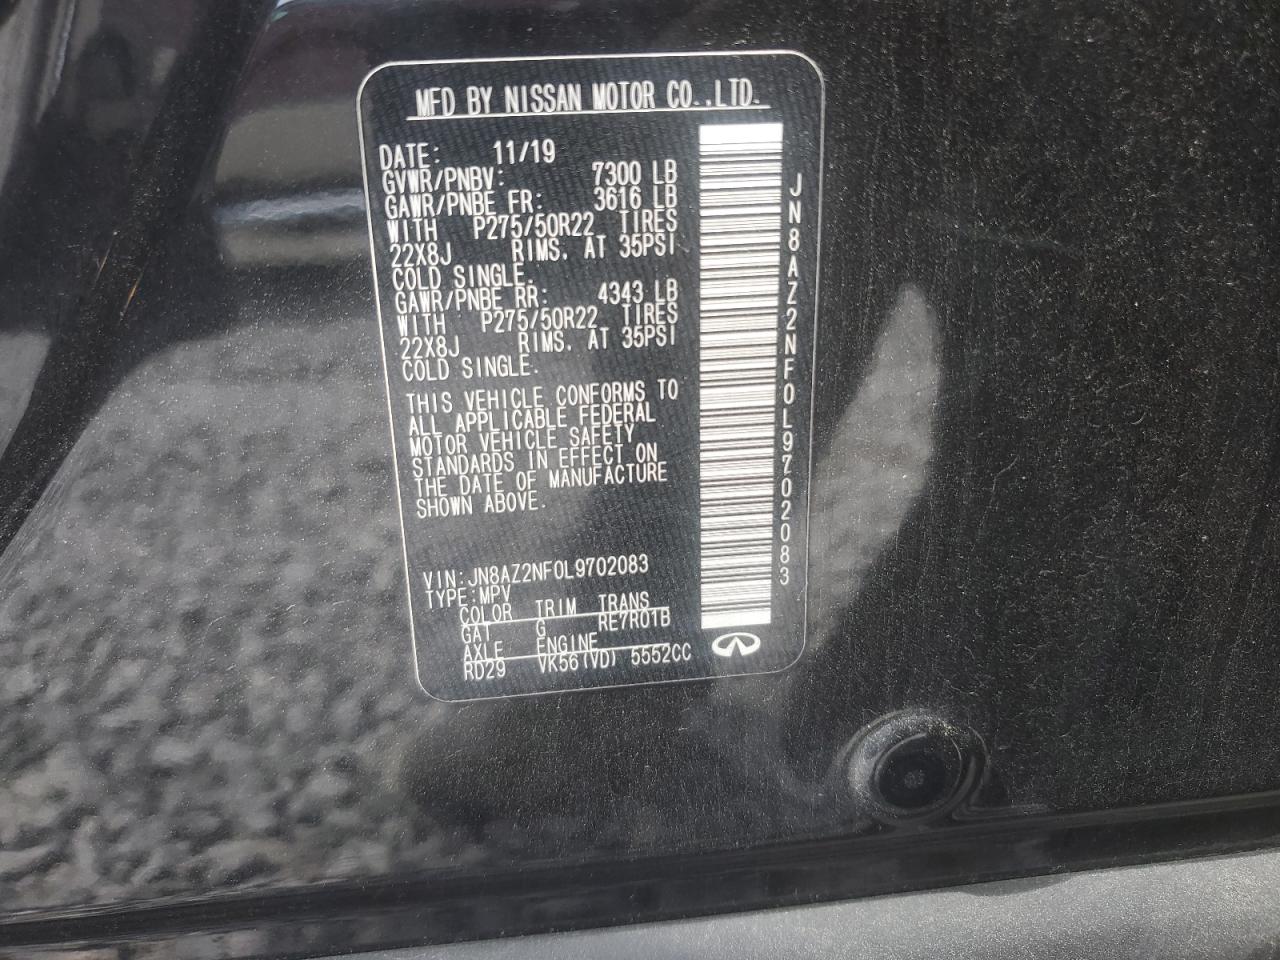 MFD BY NISSAN MOTOR CO.,LTD.
DATE: 11/19
GVWR/PNBV: 7300 LB
GAWR/PNBE FR: 3616 LB
WITH P275/50R22 TIRES
22X8J RIMS. AT 35PSI
COLD SINGLE.
GAWR/PNBE RR: 4343 LB
WITH P275/50R22 TIRES
22X8J RIMS. AT 35PSI
COLD SINGLE.
THIS VEHICLE CONFORMS TO
ALL APPLICABLE FEDERAL
MOTOR VEHICLE SAFETY
STANDARDS IN EFFECT ON
THE DATE OF MANUFACTURE
SHOWN ABOVE.
VIN:JN8AZ2NF0L9702083
TYPE:MPV
COLOR TRIM TRANS
GAT G RE7R01B
AXLE ENGINE
RD29 VK56(VD) 5552CC
JN8AZ2NF0L9702083